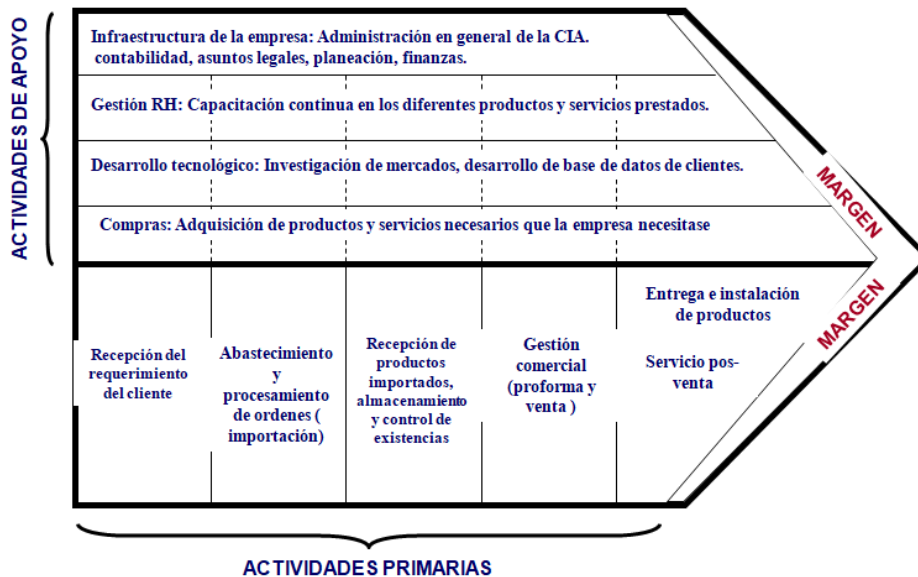 ACTIVIDADES DE APOYO
Infraestructura de la empresa: Administración en general de la CIA.
contabilidad, asuntos legales, planeación, finanzas.
Gestión RH: Capacitación continua en los diferentes productos y servicios prestados.
Desarrollo tecnológico: Investigación de mercados, desarrollo de base de datos de clientes.
Compras: Adquisición de productos y servicios necesarios que la empresa necesitase
MARGEN
MARGEN
Recepción del
requerimiento
del cliente
Abastecimiento
y
procesamiento
de ordenes (
importación)
Recepción de
productos
importados,
almacenamiento
y control de
existencias
Gestión
comercial
(proforma y
venta )
Entrega e instalación
de productos
Servicio pos-
venta
ACTIVIDADES PRIMARIAS